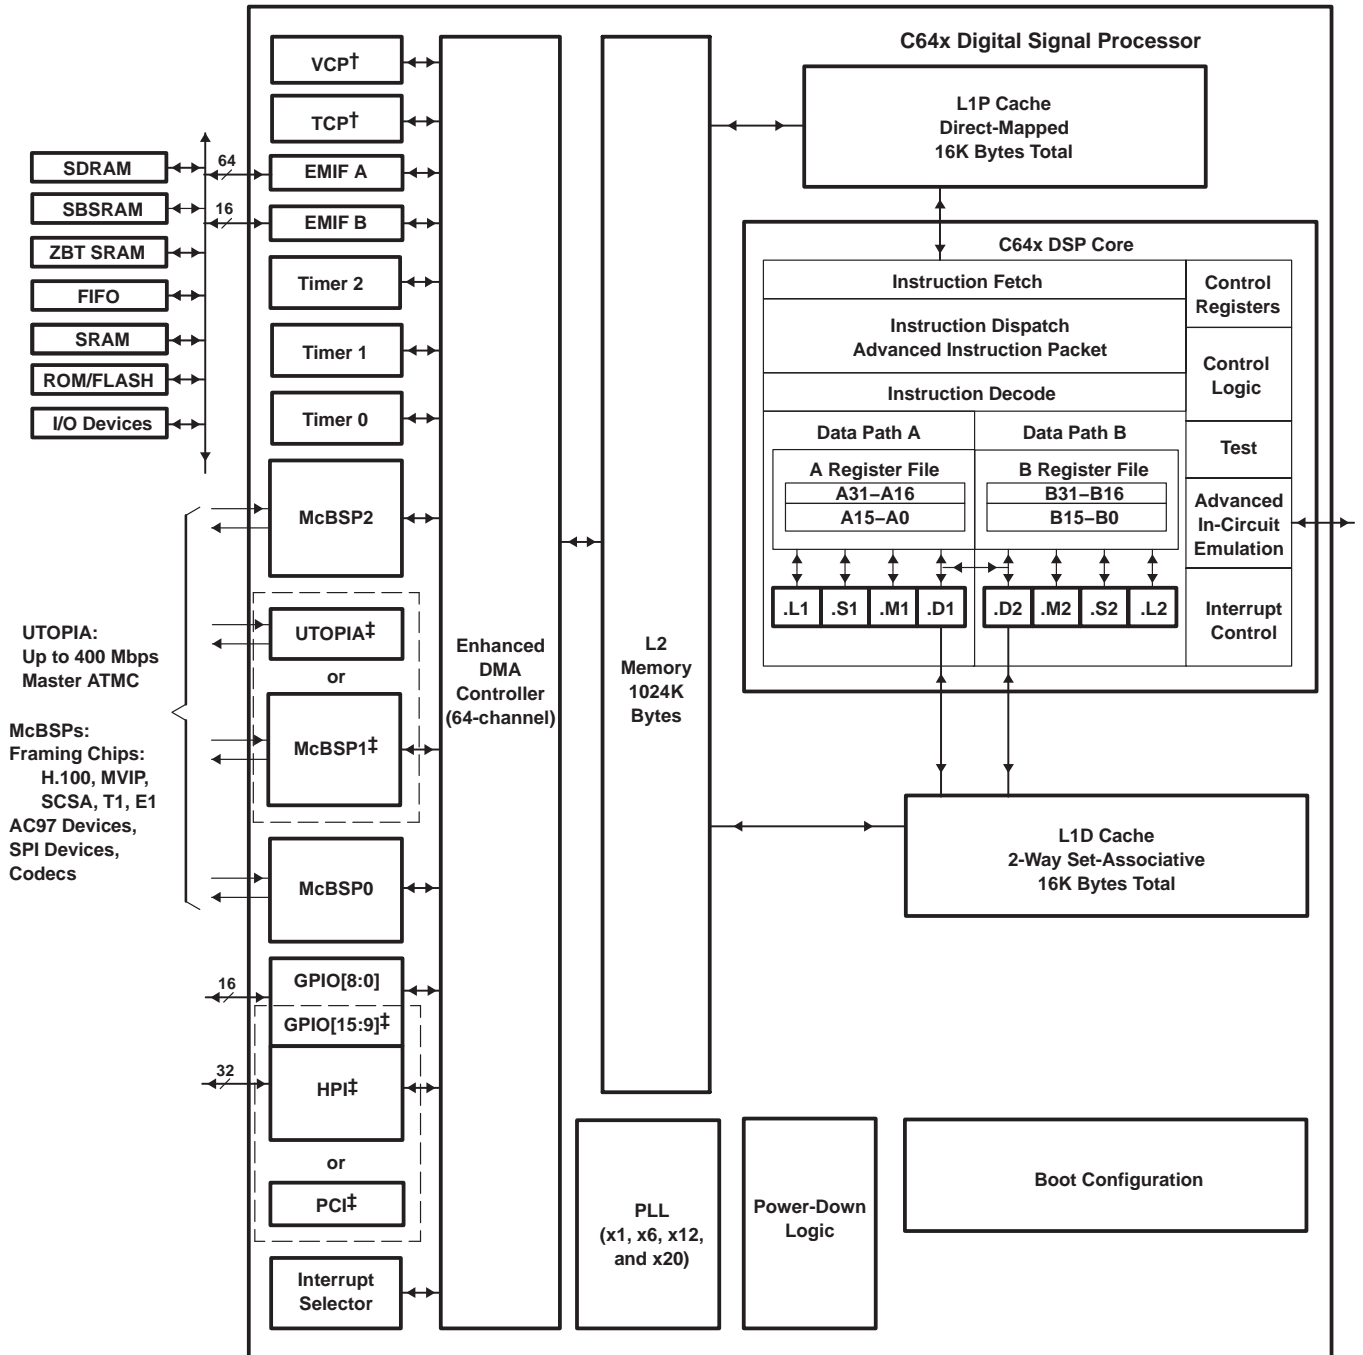 C64x Digital Signal Processor
VCP†
TCP†
EMIF A
EMIF B
Timer 2
Timer 1
Timer 0
McBSP2
UTOPIA‡
or
McBSP1‡
McBSP0
GPIO[8:0]
GPIO[15:9]‡
HPI‡
or
PCI‡
Interrupt
Selector
64
16
16
32
SDRAM
SBSRAM
ZBT SRAM
FIFO
SRAM
ROM/FLASH
I/O Devices
UTOPIA:
Up to 400 Mbps
Master ATMC
McBSPs:
Framing Chips:
H.100, MVIP,
SCSA, T1, E1
AC97 Devices,
SPI Devices,
Codecs
Enhanced
DMA
Controller
(64-channel)
L2
Memory
1024K
Bytes
L1P Cache
Direct-Mapped
16K Bytes Total
C64x DSP Core
Instruction Fetch
Instruction Dispatch
Advanced Instruction Packet
Instruction Decode
Data Path A
Data Path B
A Register File
A31–A16
A15–A0
B Register File
B31–B16
B15–B0
.L1
.S1
.M1
.D1
.D2
.M2
.S2
.L2
Control
Registers
Control
Logic
Test
Advanced
In-Circuit
Emulation
Interrupt
Control
L1D Cache
2-Way Set-Associative
16K Bytes Total
PLL
(x1, x6, x12,
and x20)
Power-Down
Logic
Boot Configuration